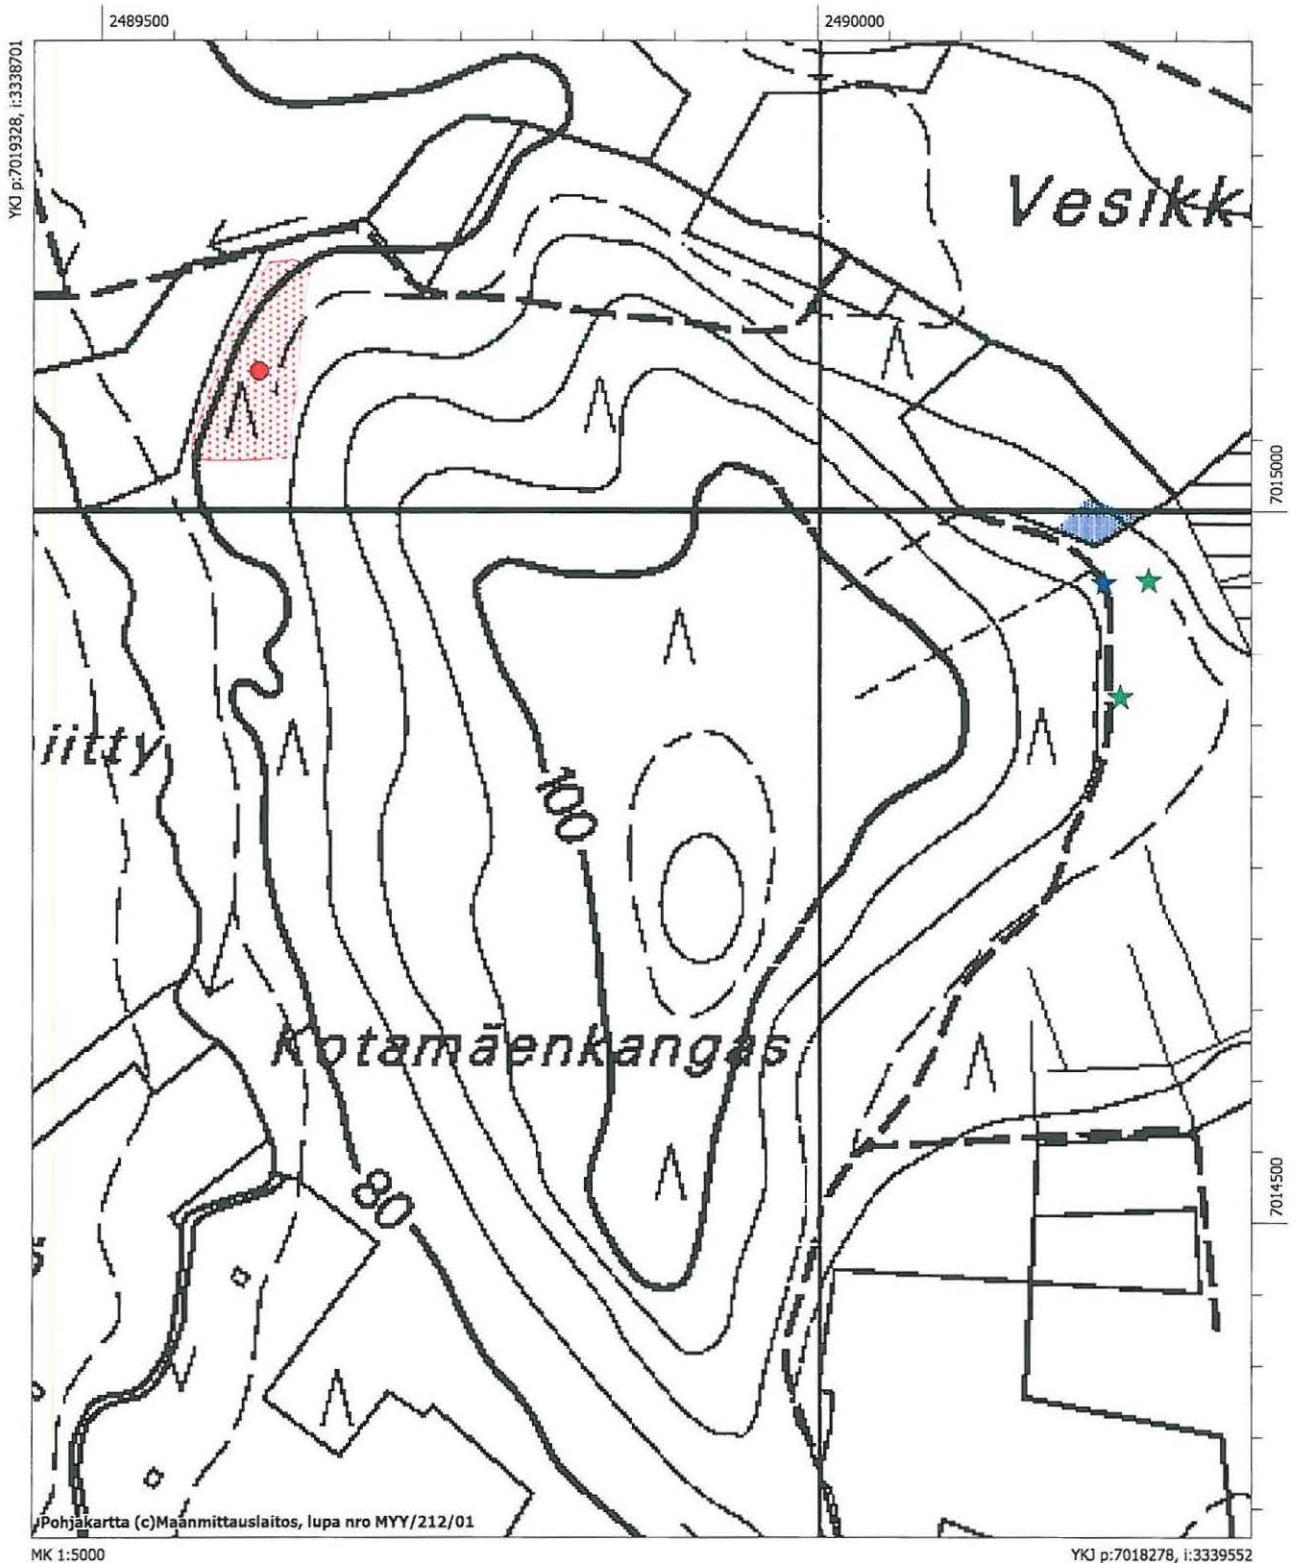 2489500
2490000
YKJ p:7019328, i:3338701
Vesikk
7015000
iitty
100
Kotamäenkangas
7014500
80
Pohjakartta (c)Maanmittauslaitos, lupa nro MYY/212/01
MK 1:5000
YKJ p:7018278, i:3339552